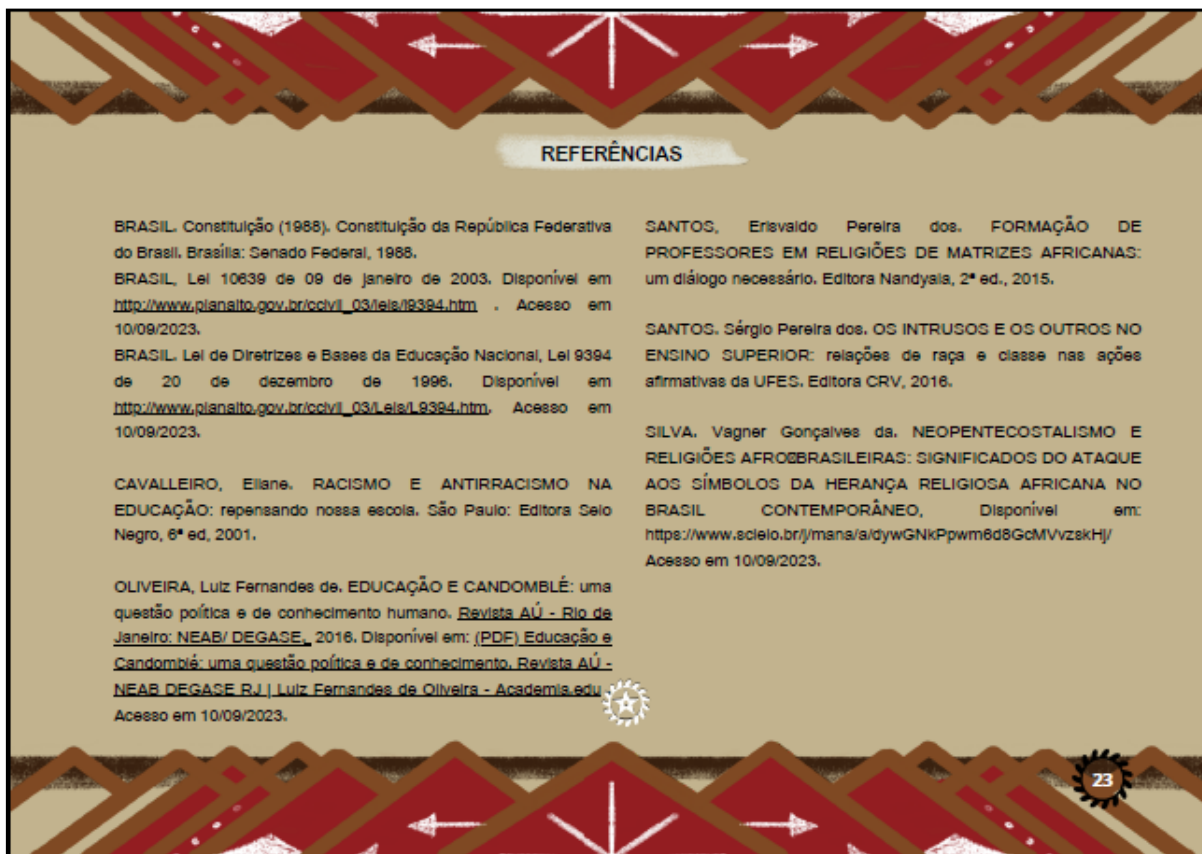 REFERÊNCIAS
BRASIL. Constituição (1988). Constituição da República Federativa
do Brasil. Brasília: Senado Federal, 1988.
BRASIL, Lei 10639 de 09 de janeiro de 2003. Disponível em
http://www.planalto.gov.br/ccivil_03/leis/l9394.htm . Acesso em
10/09/2023.
BRASIL. Lei de Diretrizes e Bases da Educação Nacional, Lei 9394
de 20 de dezembro de 1996. Disponível em
http://www.planalto.gov.br/ccivil_03/Leis/L9394.htm. Acesso em
10/09/2023.
CAVALLEIRO, Eliane. RACISMO E ANTIRRACISMO NA
EDUCAÇÃO: repensando nossa escola. São Paulo: Editora Selo
Negro, 6ª ed, 2001.
OLIVEIRA, Luiz Fernandes de. EDUCAÇÃO E CANDOMBLÉ: uma
questão política e de conhecimento humano. Revista AÚ - Rio de
Janeiro: NEAB/ DEGASE, 2016. Disponível em: (PDF) Educação e
Candomblé: uma questão política e de conhecimento. Revista AÚ -
NEAB DEGASE RJ | Luiz Fernandes de Oliveira - Academia.edu
Acesso em 10/09/2023.
SANTOS, Erisvaldo Pereira dos. FORMAÇÃO DE
PROFESSORES EM RELIGIÕES DE MATRIZES AFRICANAS:
um diálogo necessário. Editora Nandyala, 2ª ed., 2015.
SANTOS. Sérgio Pereira dos. OS INTRUSOS E OS OUTROS NO
ENSINO SUPERIOR: relações de raça e classe nas ações
afirmativas da UFES. Editora CRV, 2016.
SILVA. Vagner Gonçalves da. NEOPENTECOSTALISMO E
RELIGIÕES AFRO�BRASILEIRAS: SIGNIFICADOS DO ATAQUE
AOS SÍMBOLOS DA HERANÇA RELIGIOSA AFRICANA NO
BRASIL CONTEMPORÂNEO, Disponível em:
https://www.scielo.br/j/mana/a/dywGNkPpwm6d8GcMVvzskHj/
Acesso em 10/09/2023.
23